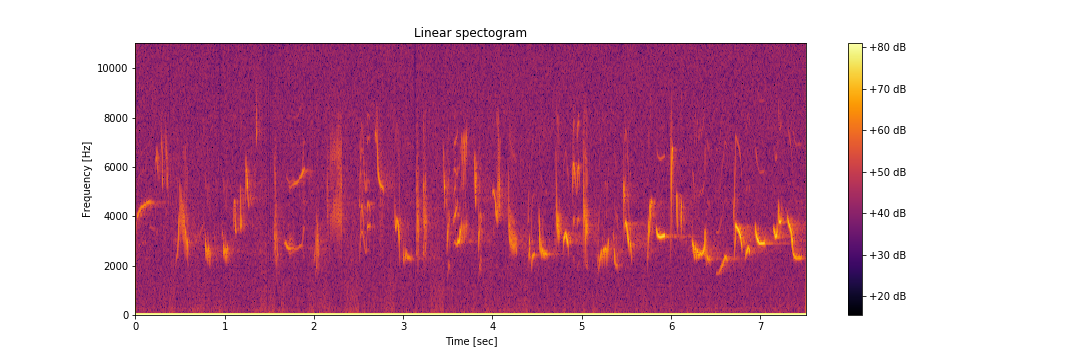 Linear spectogram
Frequency [Hz]
10000
8000
6000
4000
2000
0
0 1 2 3 4 5 6 7
Time [sec]
+80 dB
+70 dB
+60 dB
+50 dB
+40 dB
+30 dB
+20 dB